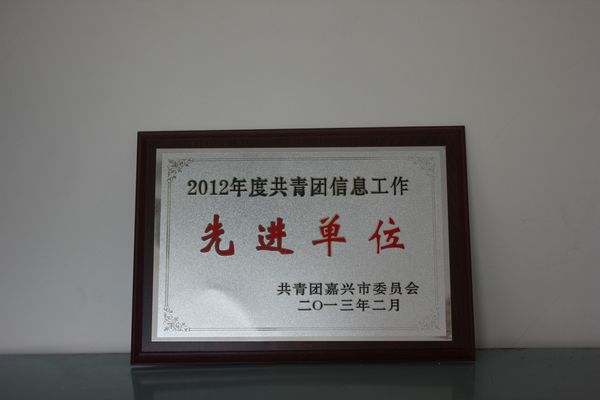 2012年度共青团信息工作
先进单位
共青团嘉兴市委员会
二〇一三年二月